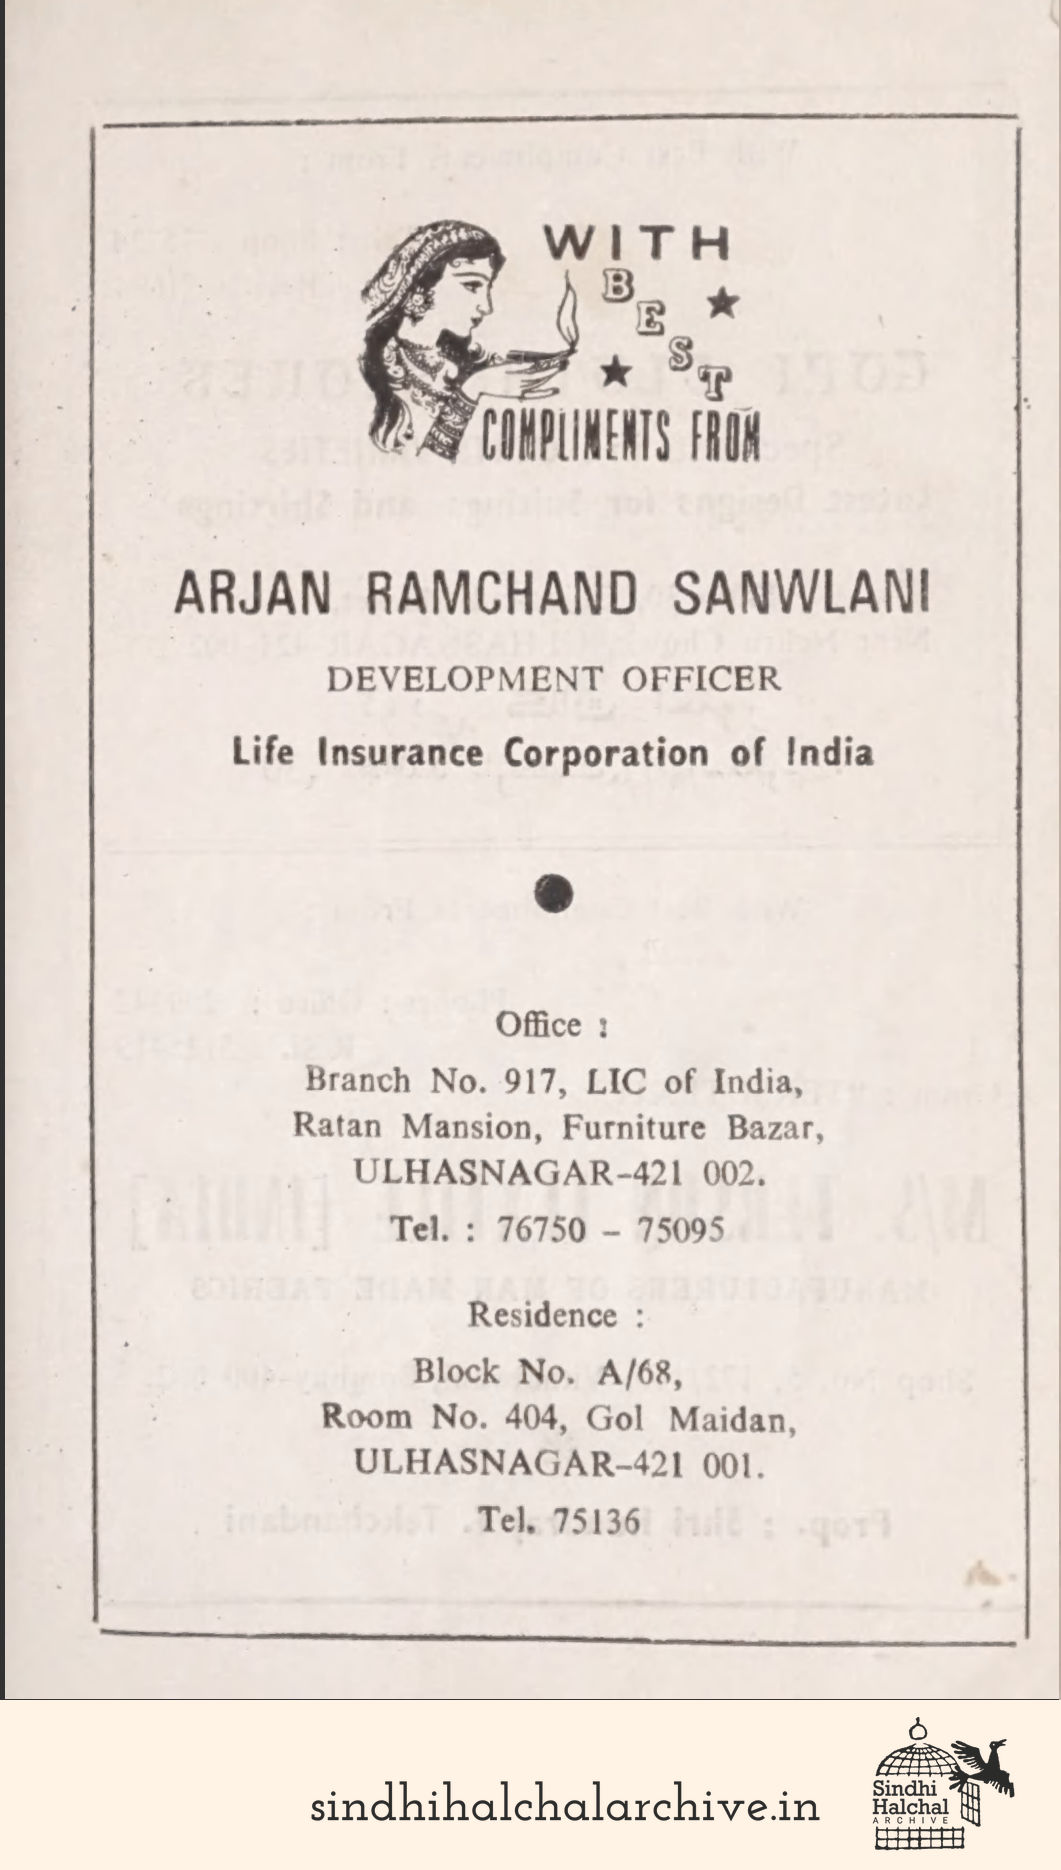 WITH
BEST
COMPLIMENTS FROM
ARJAN RAMCHAND SANWLANI
DEVELOPMENT OFFICER
Life Insurance Corporation of India
Office :
Branch No. 917, LIC of India,
Ratan Mansion, Furniture Bazar,
ULHASNAGAR-421 002.
Tel. : 76750 - 75095
Residence :
Block No. A/68,
Room No. 404, Gol Maidan,
ULHASNAGAR-421 001.
Tel. 75136
sindhihalchalarchive.in
Sindhi
Halchal
ARCHIVE